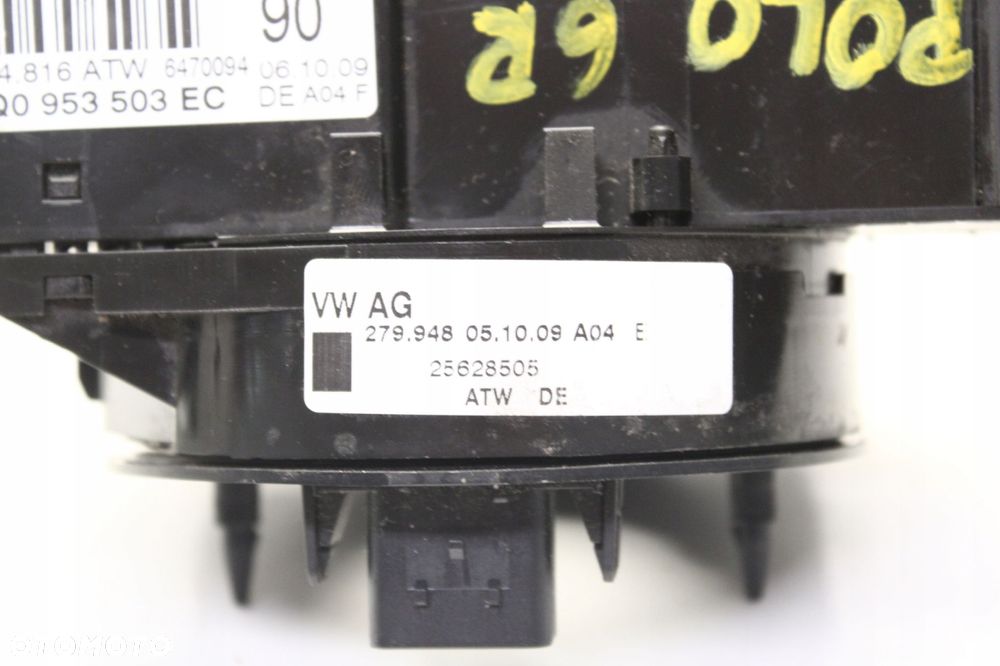 90
4.816 ATW 6470094 06.10.09
Q0 953 503 EC DE A04 F
POLO 6R
VW AG
279.948 05.10.09 A04 E
25628505
ATW DE
OTOMOTO